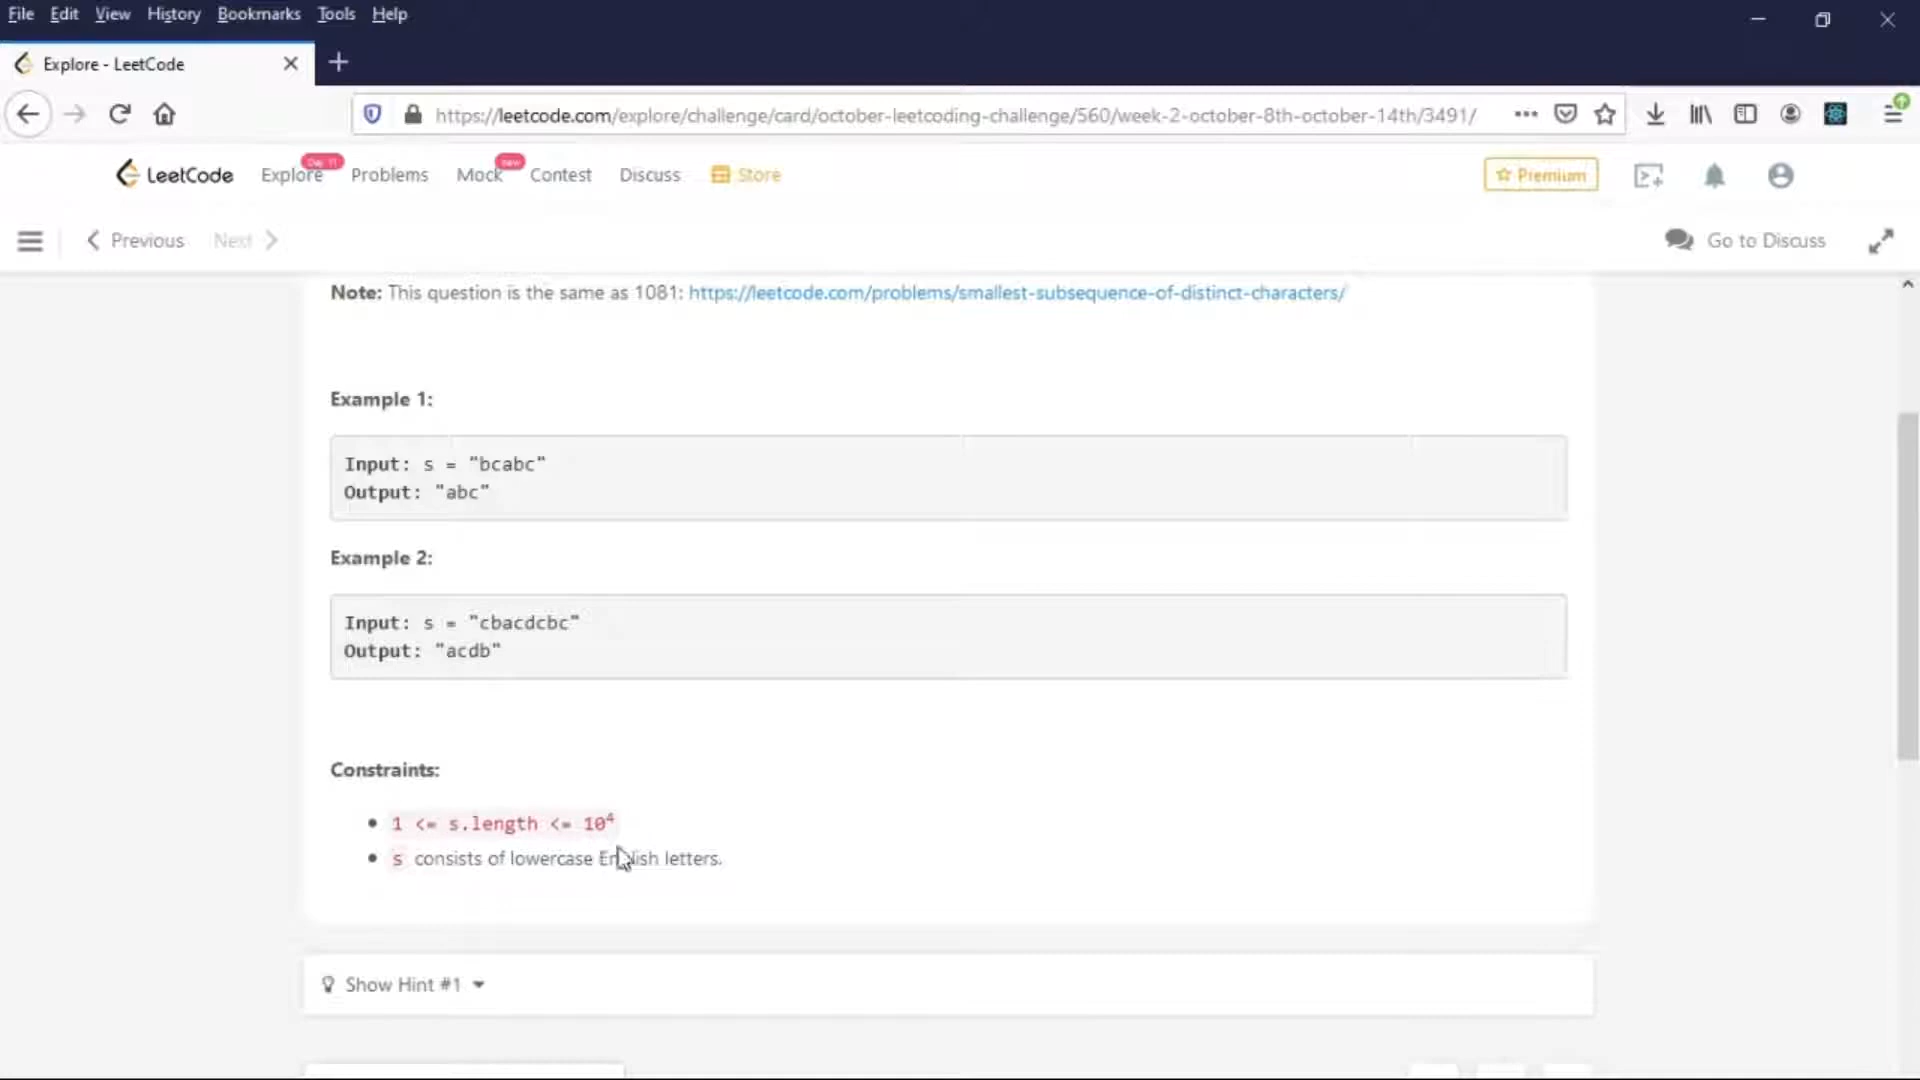 File Edit View History Bookmarks Tools Help
Explore - LeetCode
https://leetcode.com/explore/challenge/card/october-leetcoding-challenge/560/week-2-october-8th-october-14th/3491/
LeetCode Explore Day 11 Problems Mock new Contest Discuss Store Premium
Previous Next Go to Discuss
Note: This question is the same as 1081: https://leetcode.com/problems/smallest-subsequence-of-distinct-characters/
Example 1:
Input: s = "bcabc"
Output: "abc"
Example 2:
Input: s = "cbacdcbc"
Output: "acdb"
Constraints:
1 <= s.length <= 10⁴
s consists of lowercase English letters.
Show Hint #1